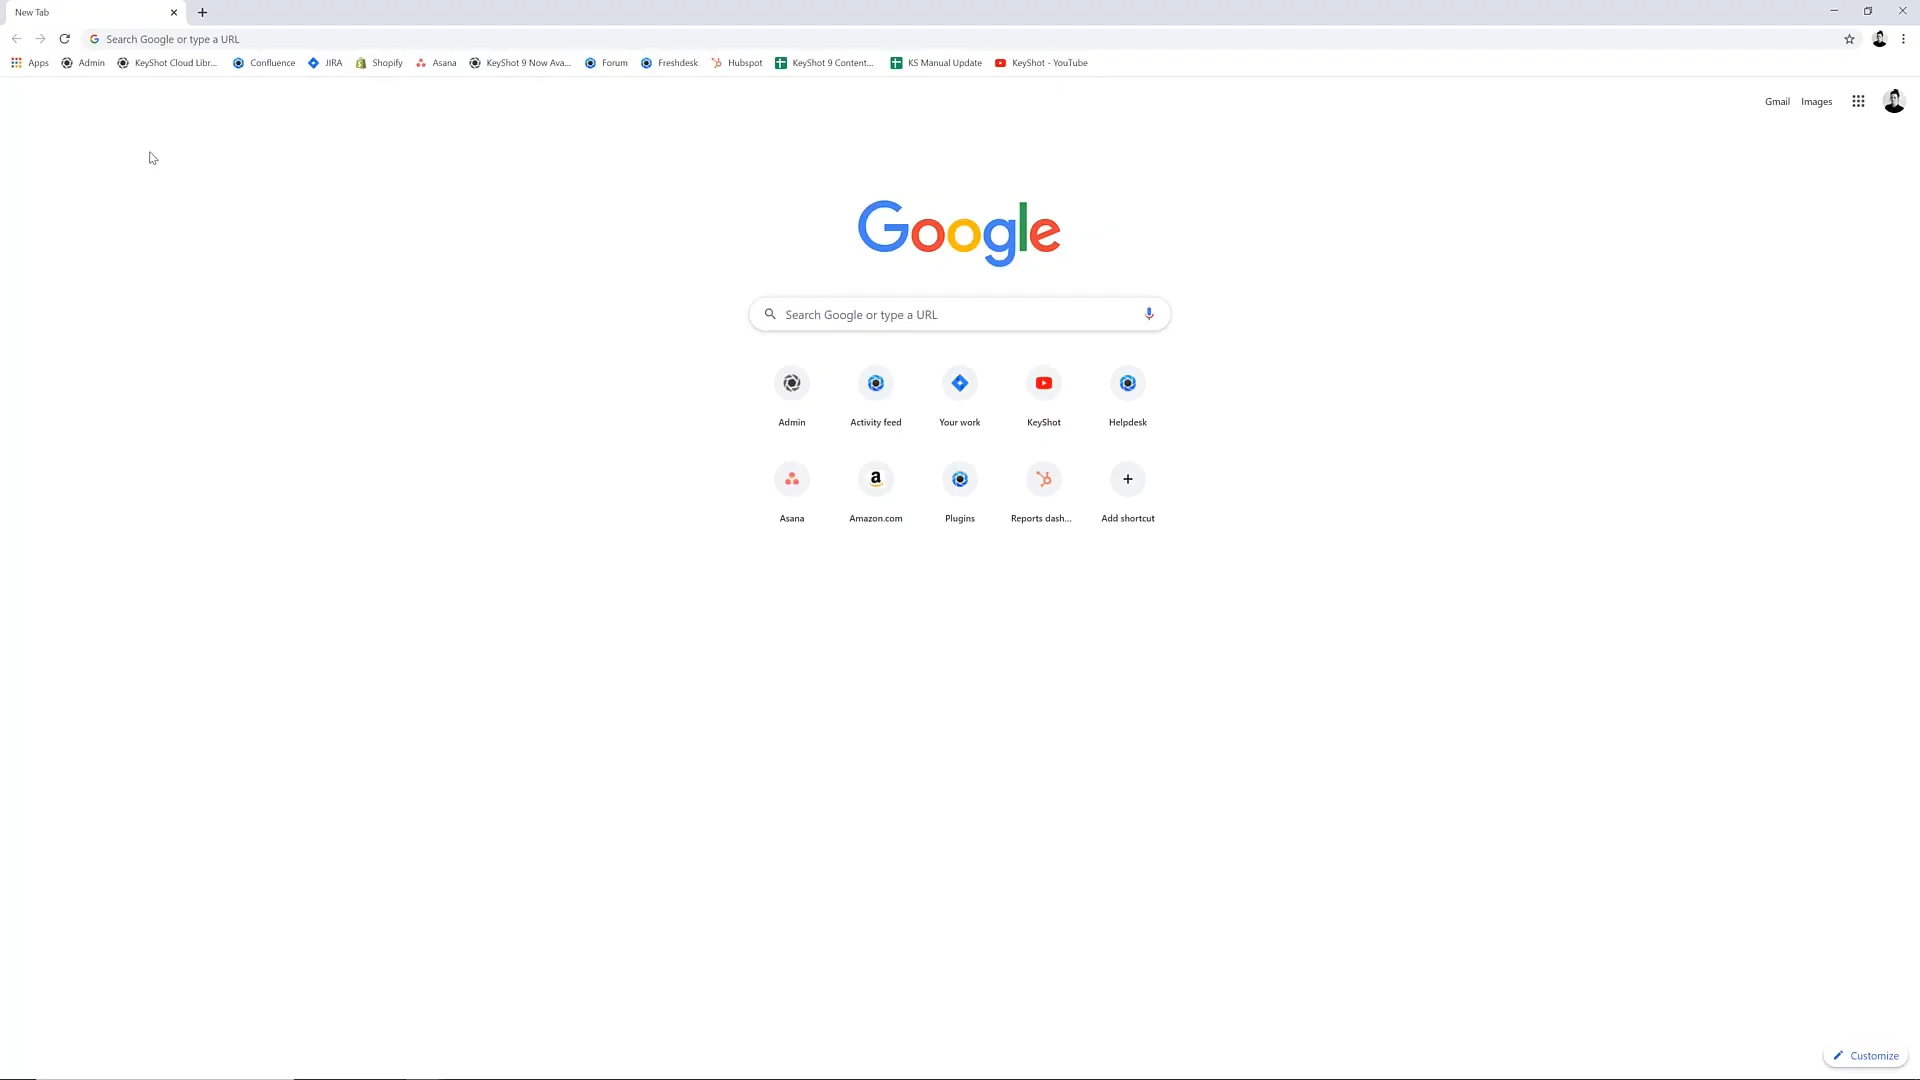 New Tab
Search Google or type a URL
Apps Admin KeyShot Cloud Libr... Confluence JIRA Shopify Asana KeyShot 9 Now Ava... Forum Freshdesk Hubspot KeyShot 9 Content... KS Manual Update KeyShot - YouTube
Gmail Images
Google
Search Google or type a URL
Admin Activity feed Your work KeyShot Helpdesk
Asana Amazon.com Plugins Reports dash... Add shortcut
Customize